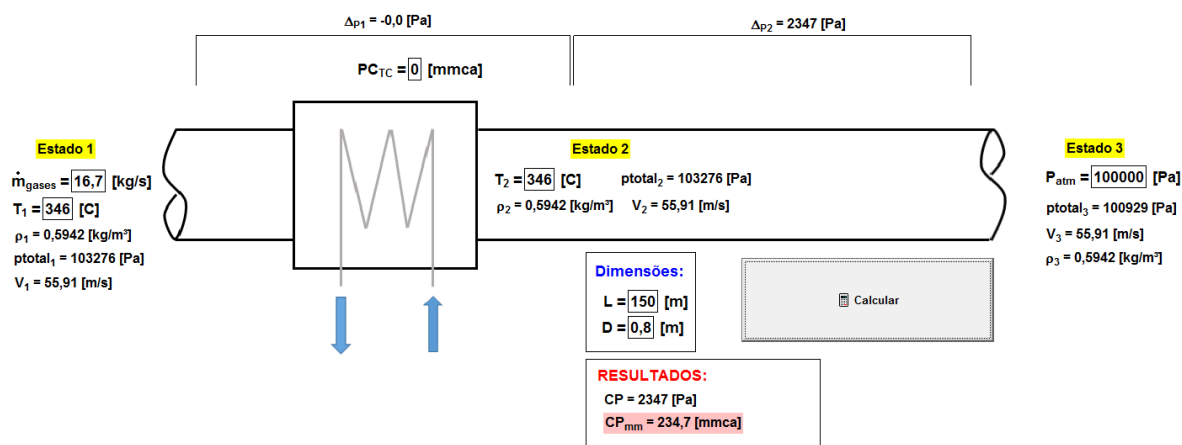 Δp1 = -0,0 [Pa]
Δp2 = 2347 [Pa]
PCTC = 0 [mmca]
Estado 1
ṁgases = 16,7 [kg/s]
T1 = 346 [C]
ρ1 = 0,5942 [kg/m³]
ptotal1 = 103276 [Pa]
V1 = 55,91 [m/s]
Estado 2
T2 = 346 [C] ptotal2 = 103276 [Pa]
ρ2 = 0,5942 [kg/m³] V2 = 55,91 [m/s]
Estado 3
Patm = 100000 [Pa]
ptotal3 = 100929 [Pa]
V3 = 55,91 [m/s]
ρ3 = 0,5942 [kg/m³]
Dimensões:
L = 150 [m]
D = 0,8 [m]
Calcular
RESULTADOS:
CP = 2347 [Pa]
CPmm = 234,7 [mmca]